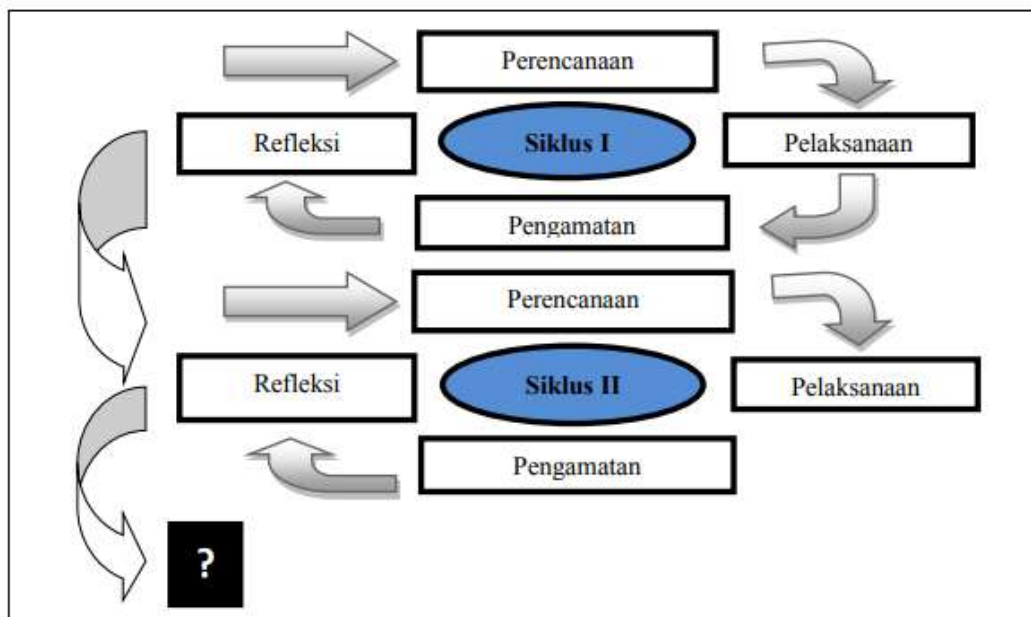 Perencanaan
Refleksi
Siklus I
Pelaksanaan
Pengamatan
Perencanaan
Refleksi
Siklus II
Pelaksanaan
Pengamatan
?